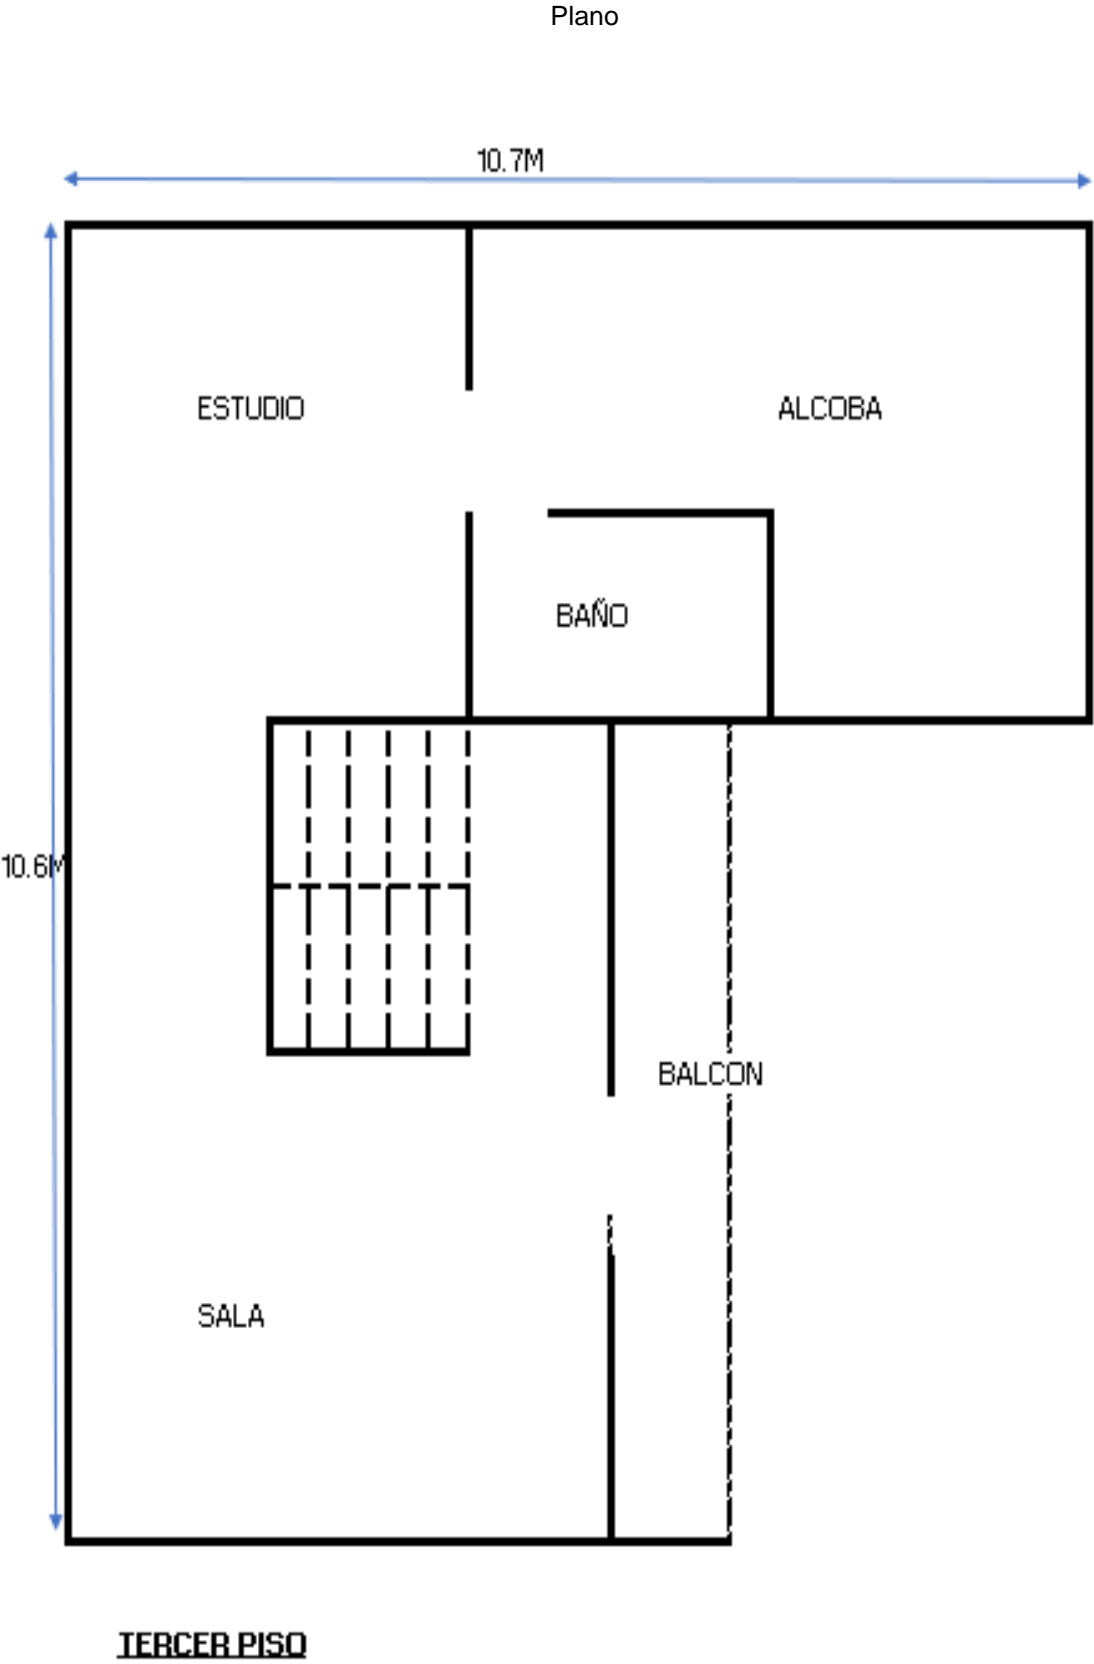 Plano
10.7M
ESTUDIO
ALCOBA
BAÑO
10.6M
BALCON
SALA
TERCER PISO